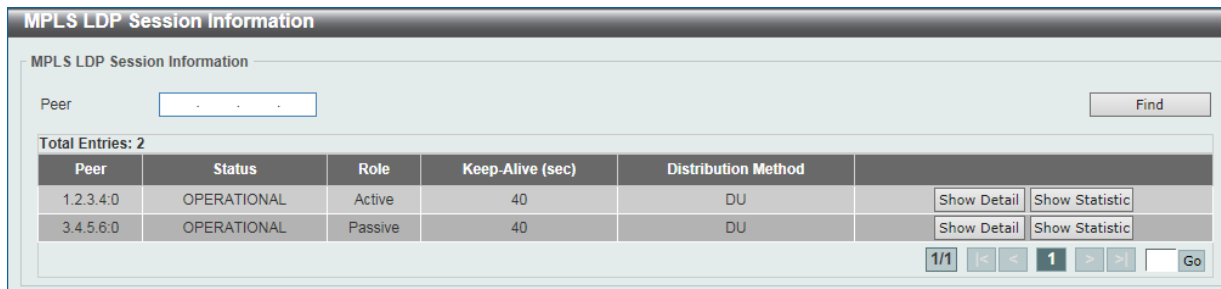 MPLS LDP Session Information
MPLS LDP Session Information
Peer . . . Find
Total Entries: 2
Peer Status Role Keep-Alive (sec) Distribution Method
1.2.3.4:0 OPERATIONAL Active 40 DU Show Detail Show Statistic
3.4.5.6:0 OPERATIONAL Passive 40 DU Show Detail Show Statistic
1/1 |< < 1 > >| Go